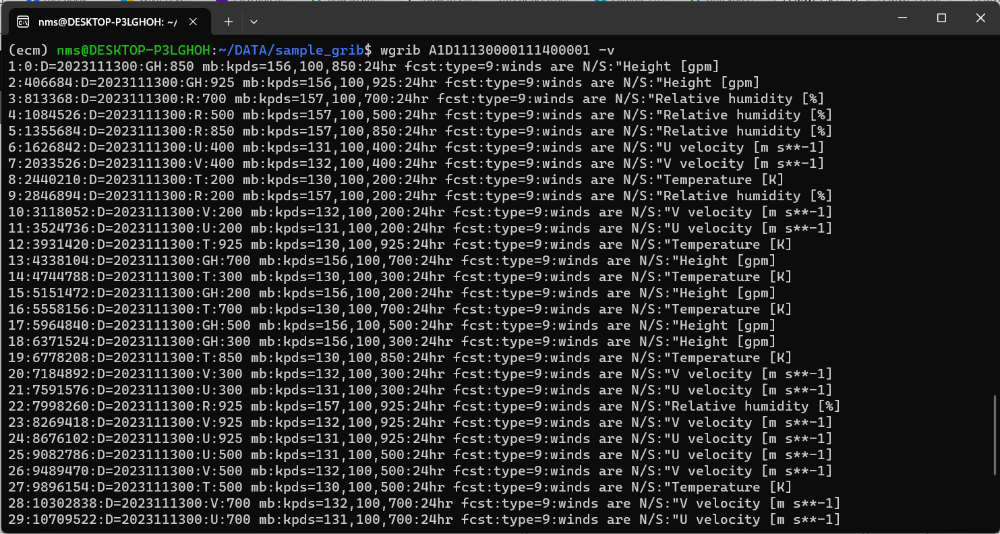 nms@DESKTOP-P3LGHOH: ~/
(ecm) nms@DESKTOP-P3LGHOH:~/DATA/sample_grib$ wgrib A1D11130000111400001 -v
1:0:D=2023111300:GH:850 mb:kpds=156,100,850:24hr fcst:type=9:winds are N/S:"Height [gpm]
2:406684:D=2023111300:GH:925 mb:kpds=156,100,925:24hr fcst:type=9:winds are N/S:"Height [gpm]
3:813368:D=2023111300:R:700 mb:kpds=157,100,700:24hr fcst:type=9:winds are N/S:"Relative humidity [%]
4:1084526:D=2023111300:R:500 mb:kpds=157,100,500:24hr fcst:type=9:winds are N/S:"Relative humidity [%]
5:1355684:D=2023111300:R:850 mb:kpds=157,100,850:24hr fcst:type=9:winds are N/S:"Relative humidity [%]
6:1626842:D=2023111300:U:400 mb:kpds=131,100,400:24hr fcst:type=9:winds are N/S:"U velocity [m s**-1]
7:2033526:D=2023111300:V:400 mb:kpds=132,100,400:24hr fcst:type=9:winds are N/S:"V velocity [m s**-1]
8:2440210:D=2023111300:T:200 mb:kpds=130,100,200:24hr fcst:type=9:winds are N/S:"Temperature [K]
9:2846894:D=2023111300:R:200 mb:kpds=157,100,200:24hr fcst:type=9:winds are N/S:"Relative humidity [%]
10:3118052:D=2023111300:V:200 mb:kpds=132,100,200:24hr fcst:type=9:winds are N/S:"V velocity [m s**-1]
11:3524736:D=2023111300:U:200 mb:kpds=131,100,200:24hr fcst:type=9:winds are N/S:"U velocity [m s**-1]
12:3931420:D=2023111300:T:925 mb:kpds=130,100,925:24hr fcst:type=9:winds are N/S:"Temperature [K]
13:4338104:D=2023111300:GH:700 mb:kpds=156,100,700:24hr fcst:type=9:winds are N/S:"Height [gpm]
14:4744788:D=2023111300:T:300 mb:kpds=130,100,300:24hr fcst:type=9:winds are N/S:"Temperature [K]
15:5151472:D=2023111300:GH:200 mb:kpds=156,100,200:24hr fcst:type=9:winds are N/S:"Height [gpm]
16:5558156:D=2023111300:T:700 mb:kpds=130,100,700:24hr fcst:type=9:winds are N/S:"Temperature [K]
17:5964840:D=2023111300:GH:500 mb:kpds=156,100,500:24hr fcst:type=9:winds are N/S:"Height [gpm]
18:6371524:D=2023111300:GH:300 mb:kpds=156,100,300:24hr fcst:type=9:winds are N/S:"Height [gpm]
19:6778208:D=2023111300:T:850 mb:kpds=130,100,850:24hr fcst:type=9:winds are N/S:"Temperature [K]
20:7184892:D=2023111300:V:300 mb:kpds=132,100,300:24hr fcst:type=9:winds are N/S:"V velocity [m s**-1]
21:7591576:D=2023111300:U:300 mb:kpds=131,100,300:24hr fcst:type=9:winds are N/S:"U velocity [m s**-1]
22:7998260:D=2023111300:R:925 mb:kpds=157,100,925:24hr fcst:type=9:winds are N/S:"Relative humidity [%]
23:8269418:D=2023111300:V:925 mb:kpds=132,100,925:24hr fcst:type=9:winds are N/S:"V velocity [m s**-1]
24:8676102:D=2023111300:U:925 mb:kpds=131,100,925:24hr fcst:type=9:winds are N/S:"U velocity [m s**-1]
25:9082786:D=2023111300:U:500 mb:kpds=131,100,500:24hr fcst:type=9:winds are N/S:"U velocity [m s**-1]
26:9489470:D=2023111300:V:500 mb:kpds=132,100,500:24hr fcst:type=9:winds are N/S:"V velocity [m s**-1]
27:9896154:D=2023111300:T:500 mb:kpds=130,100,500:24hr fcst:type=9:winds are N/S:"Temperature [K]
28:10302838:D=2023111300:V:700 mb:kpds=132,100,700:24hr fcst:type=9:winds are N/S:"V velocity [m s**-1]
29:10709522:D=2023111300:U:700 mb:kpds=131,100,700:24hr fcst:type=9:winds are N/S:"U velocity [m s**-1]